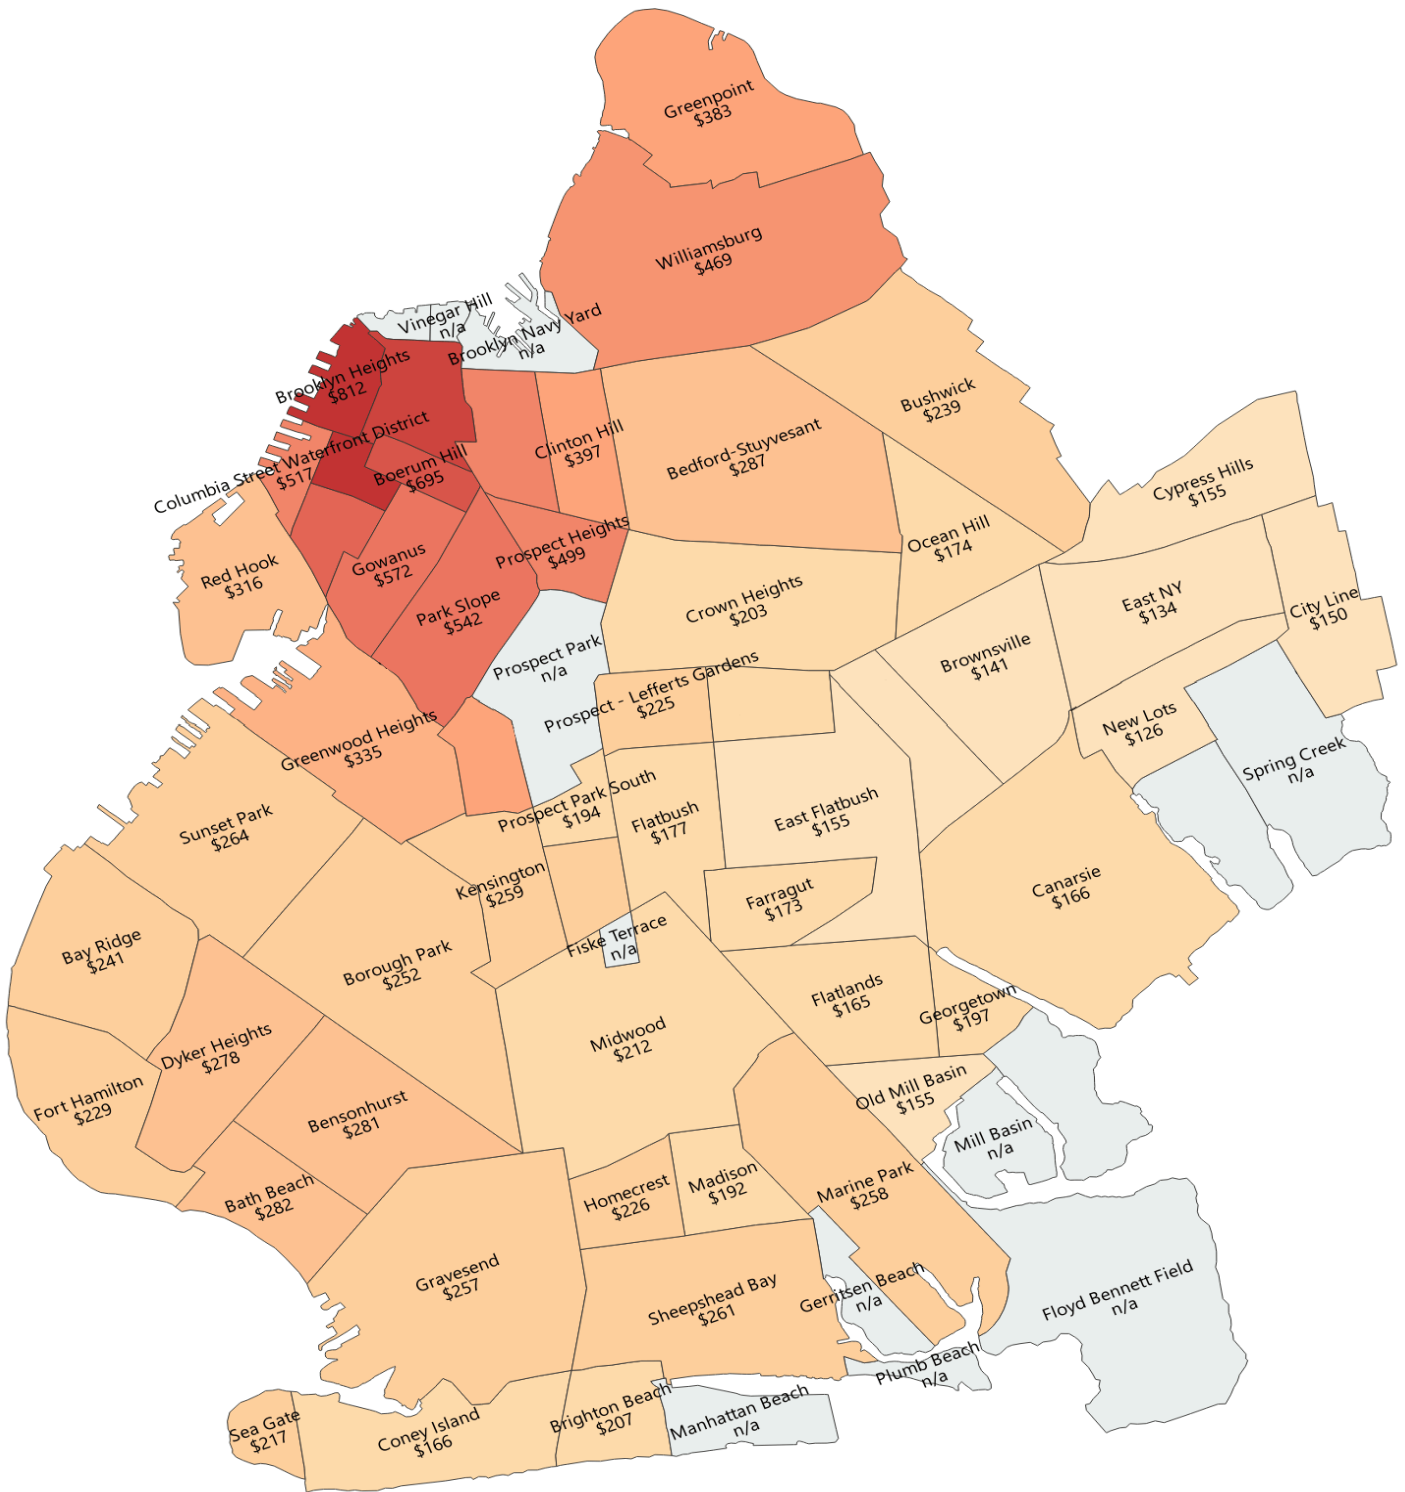 Greenpoint
$383
Williamsburg
$469
Vinegar Hill
n/a
Brooklyn Navy Yard
n/a
Brooklyn Heights
$812
Bushwick
$239
Clinton Hill
$397
Bedford-Stuyvesant
$287
Columbia Street Waterfront District
$517
Boerum Hill
$695
Cypress Hills
$155
Ocean Hill
$174
Prospect Heights
$499
Gowanus
$572
Red Hook
$316
Park Slope
$542
Crown Heights
$203
East NY
$134
City Line
$150
Brownsville
$141
Prospect Park
n/a
Prospect - Lefferts Gardens
$225
New Lots
$126
Greenwood Heights
$335
Spring Creek
n/a
Prospect Park South
$194
Sunset Park
$264
Flatbush
$177
East Flatbush
$155
Kensington
$259
Farragut
$173
Canarsie
$166
Bay Ridge
$241
Borough Park
$252
Fiske Terrace
n/a
Flatlands
$165
Georgetown
$197
Midwood
$212
Dyker Heights
$278
Old Mill Basin
$155
Fort Hamilton
$229
Bensonhurst
$281
Mill Basin
n/a
Bath Beach
$282
Homecrest
$226
Madison
$192
Marine Park
$258
Gravesend
$257
Sheepshead Bay
$261
Gerritsen Beach
n/a
Floyd Bennett Field
n/a
Plumb Beach
n/a
Sea Gate
$217
Coney Island
$166
Brighton Beach
$207
Manhattan Beach
n/a